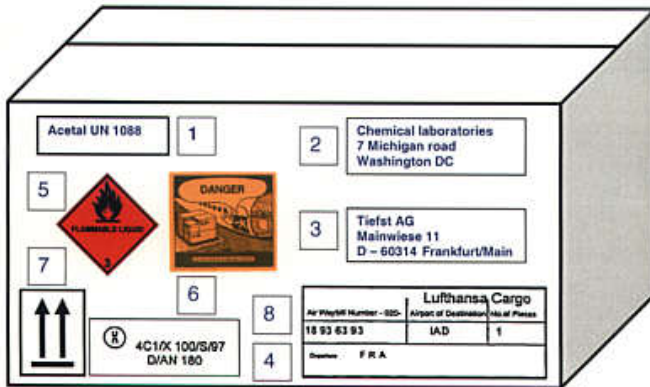 Acetal UN 1088
1
2
Chemical laboratories
7 Michigan road
Washington DC
5
DANGER
FLAMMABLE LIQUID
3
3
Tiefst AG
Mainwiese 11
D – 60314 Frankfurt/Main
7
6
8
Lufthansa Cargo
Air Waybill Number - 020- Airport of Destination No.of Pieces
18 93 63 93 IAD 1
4C1/X 100/S/97
D/AN 180
4
Departure F R A